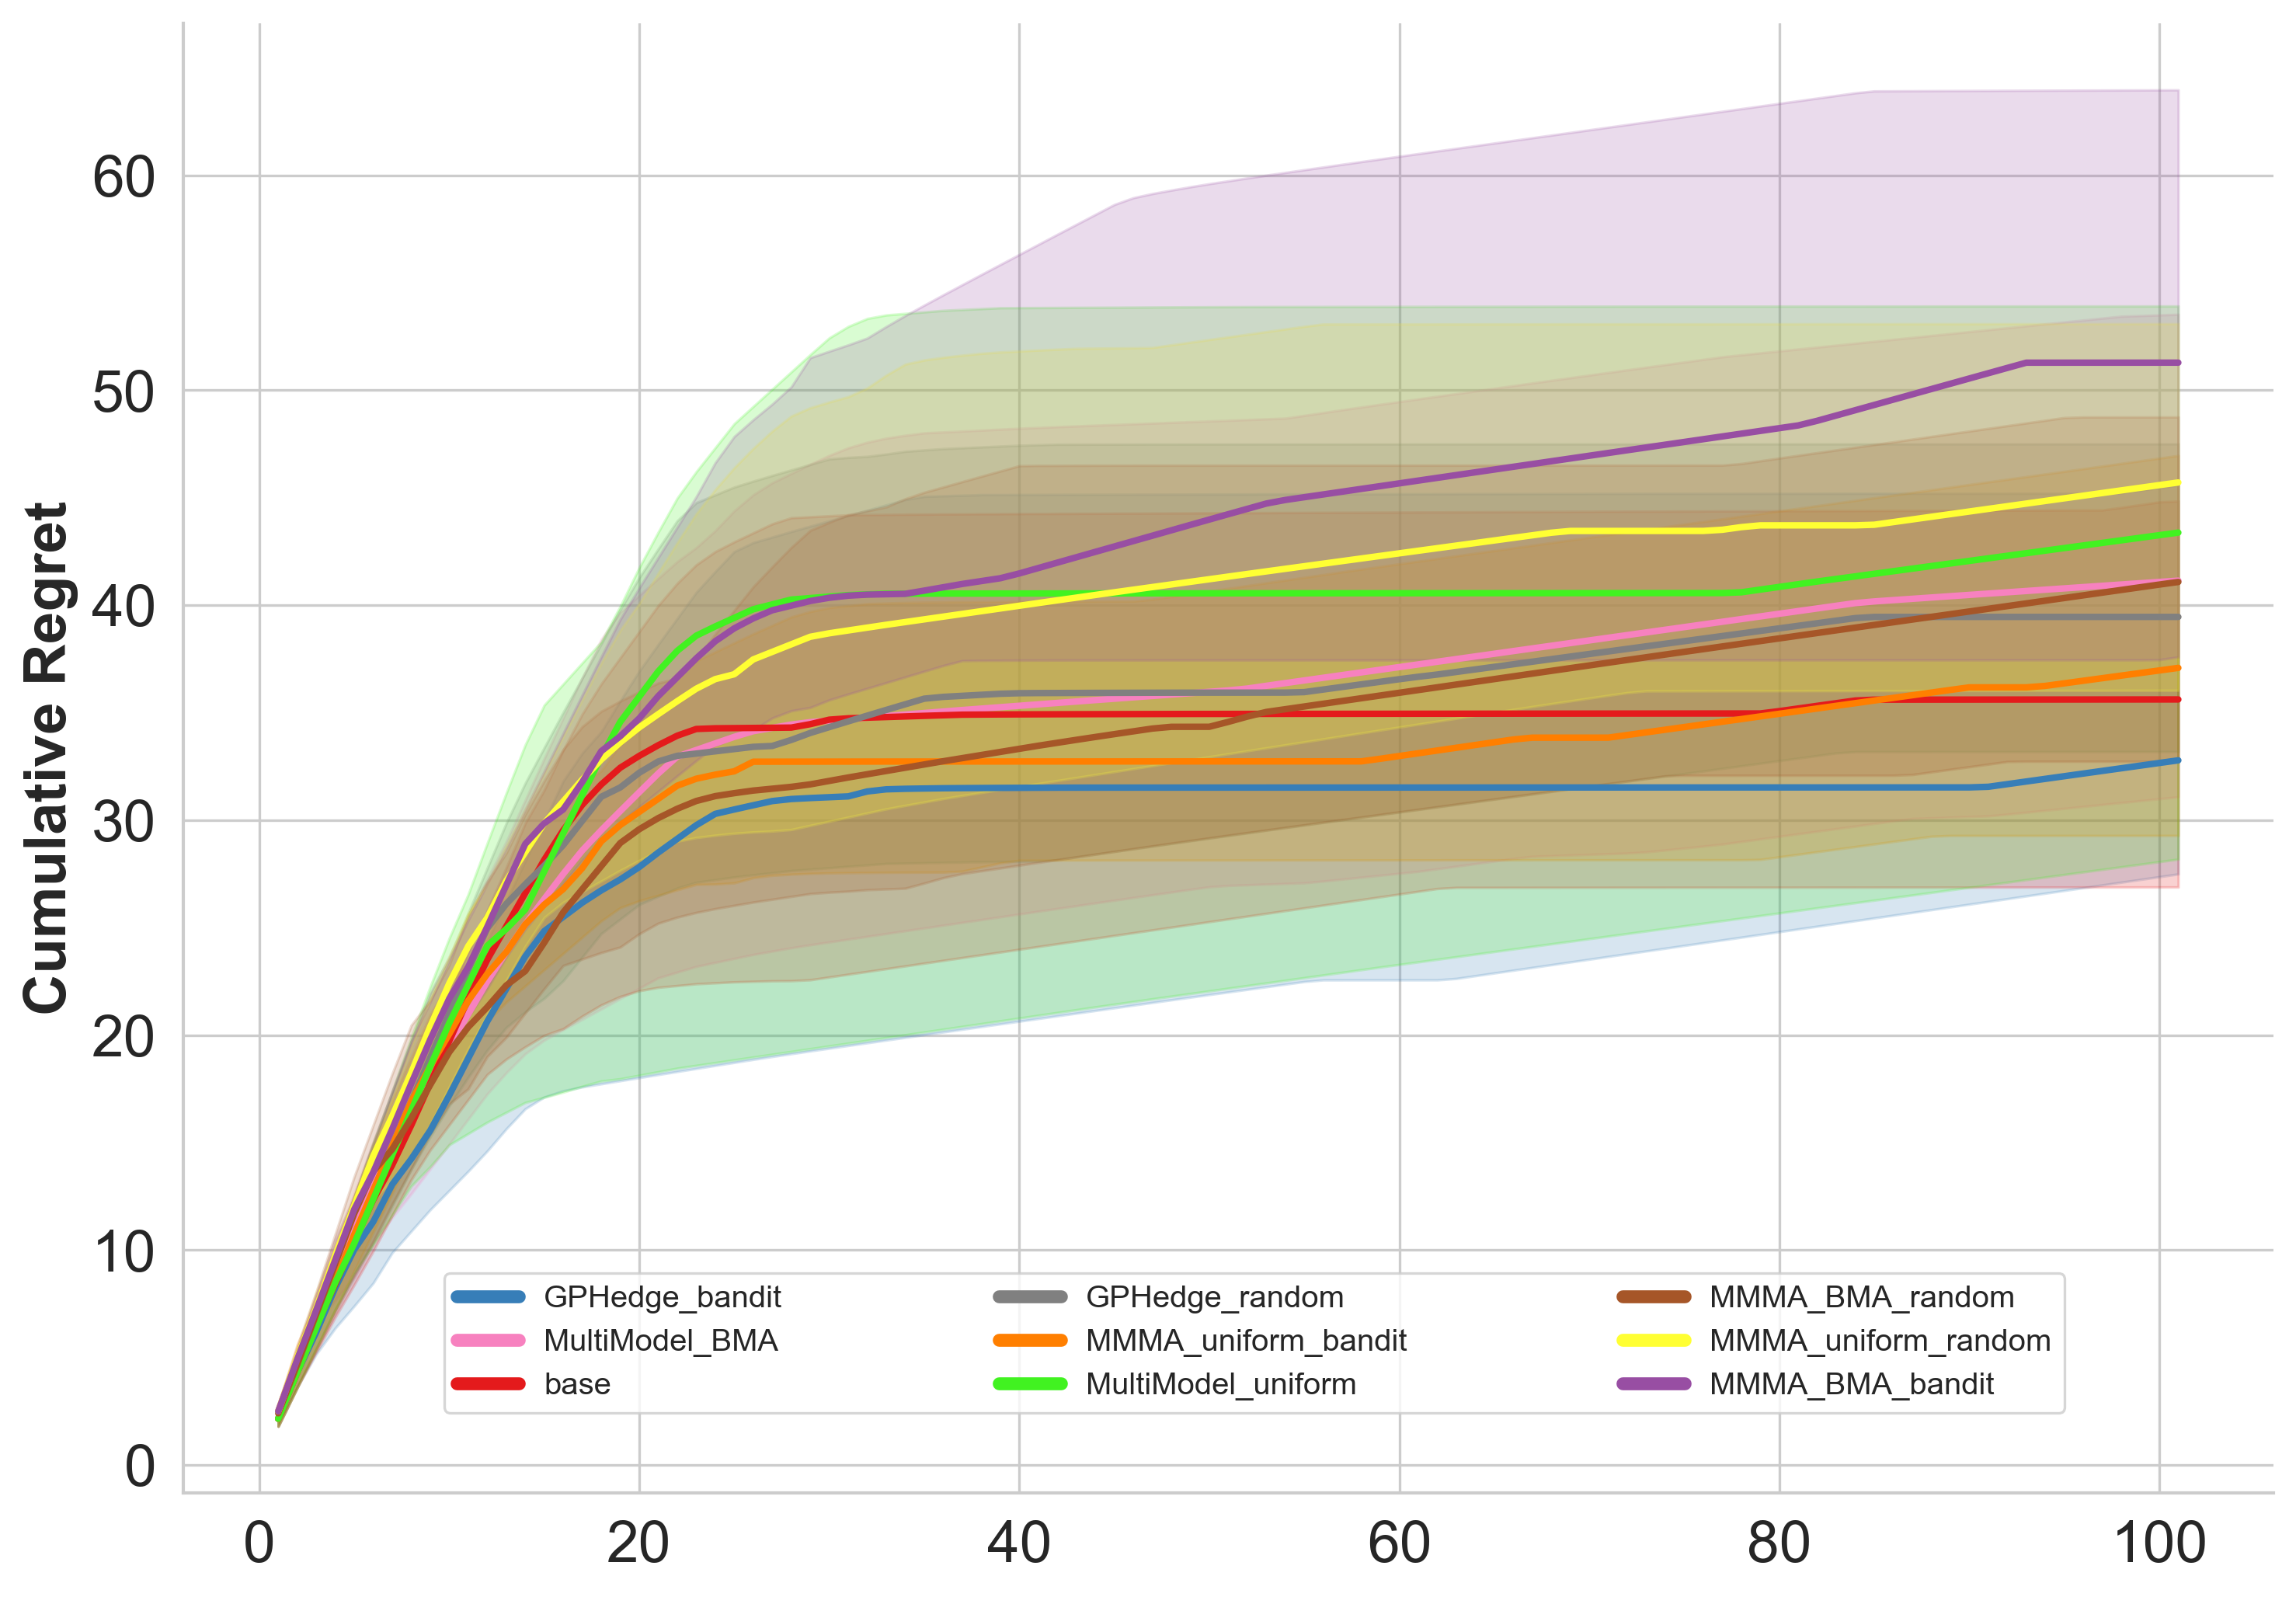 Cumulative Regret
60
50
40
30
20
10
0
GPHedge_bandit GPHedge_random MMMA_BMA_random
MultiModel_BMA MMMA_uniform_bandit MMMA_uniform_random
base MultiModel_uniform MMMA_BMA_bandit
0 20 40 60 80 100